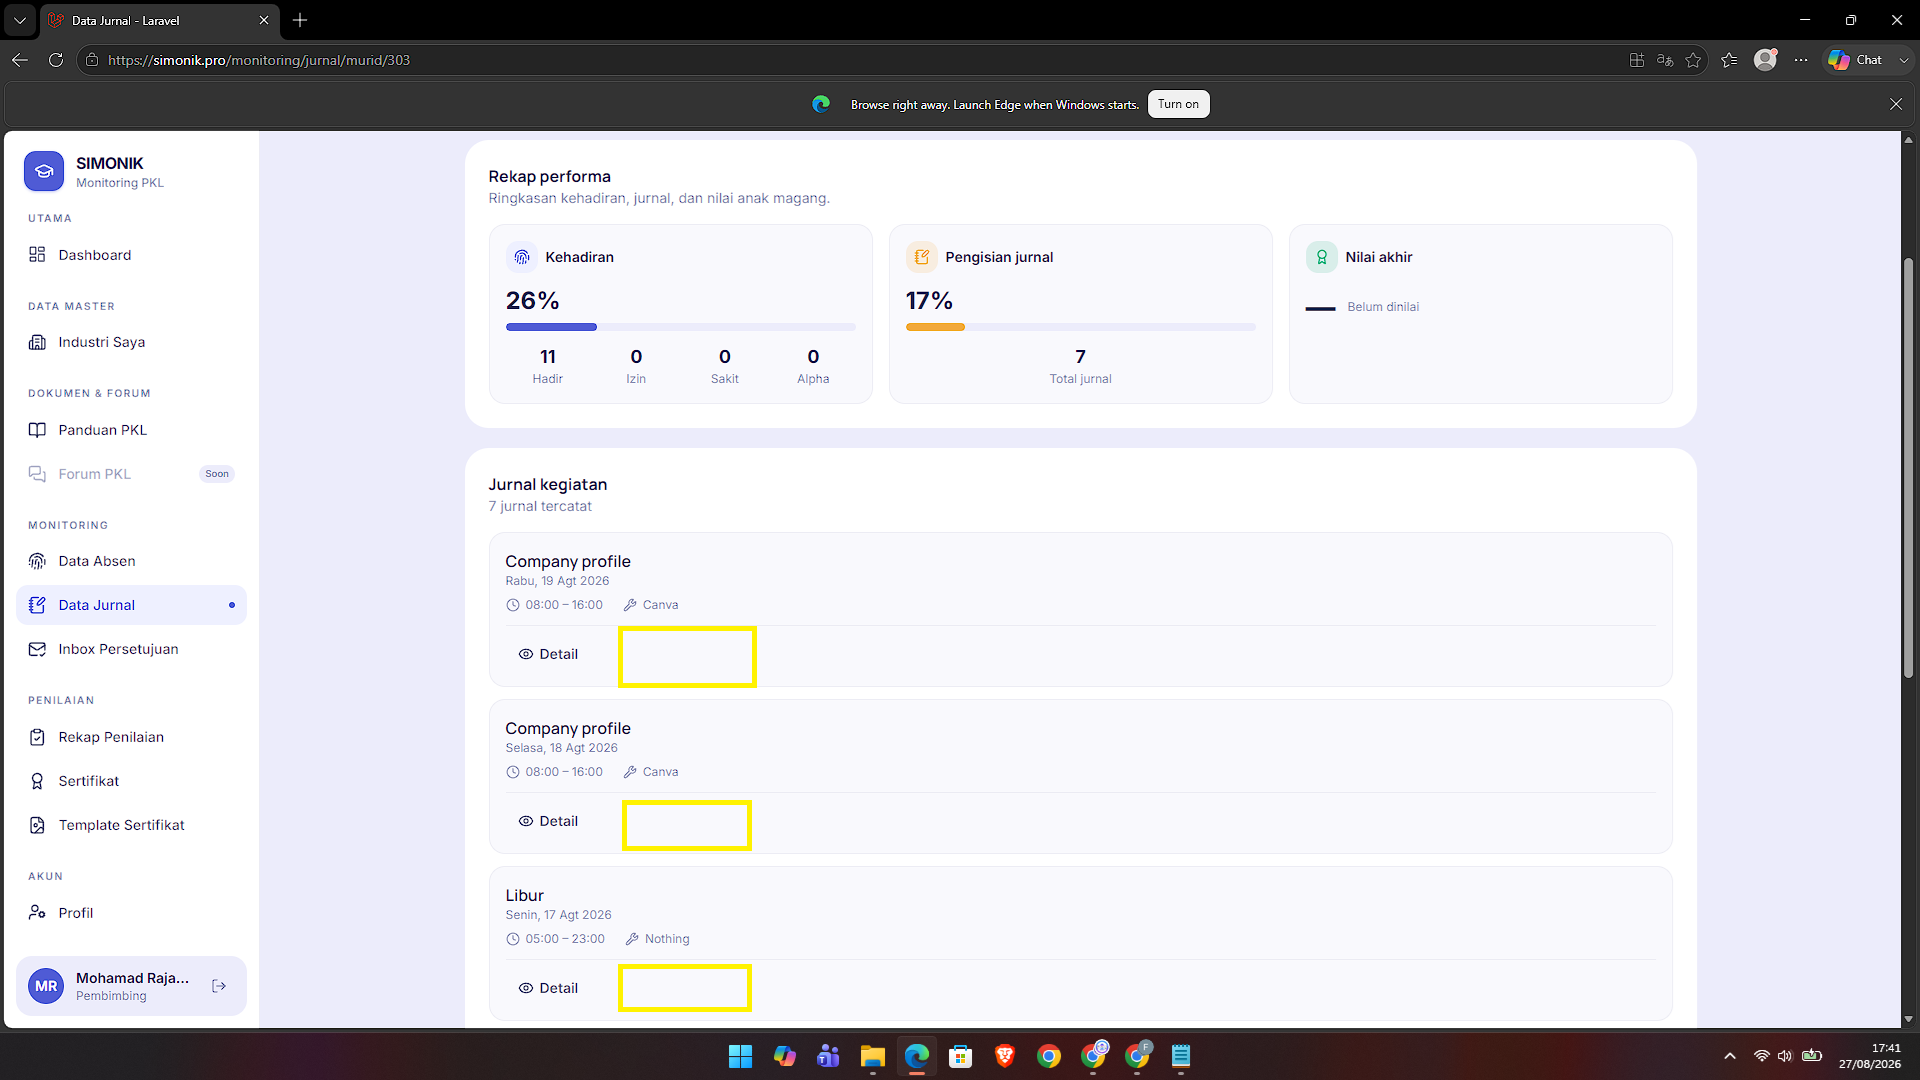 Data Jurnal - Laravel
https://simonik.pro/monitoring/jurnal/murid/303
Chat
Browse right away. Launch Edge when Windows starts.
Turn on
SIMONIK
Monitoring PKL
UTAMA
Dashboard
DATA MASTER
Industri Saya
DOKUMEN & FORUM
Panduan PKL
Forum PKL
Soon
MONITORING
Data Absen
Data Jurnal
Inbox Persetujuan
PENILAIAN
Rekap Penilaian
Sertifikat
Template Sertifikat
AKUN
Profil
MR
Mohamad Raja...
Pembimbing
Rekap performa
Ringkasan kehadiran, jurnal, dan nilai anak magang.
Kehadiran
26%
11
Hadir
0
Izin
0
Sakit
0
Alpha
Pengisian jurnal
17%
7
Total jurnal
Nilai akhir
Belum dinilai
Jurnal kegiatan
7 jurnal tercatat
Company profile
Rabu, 19 Agt 2026
08:00 – 16:00 Canva
Detail
Company profile
Selasa, 18 Agt 2026
08:00 – 16:00 Canva
Detail
Libur
Senin, 17 Agt 2026
05:00 – 23:00 Nothing
Detail
F
17:41
27/08/2026